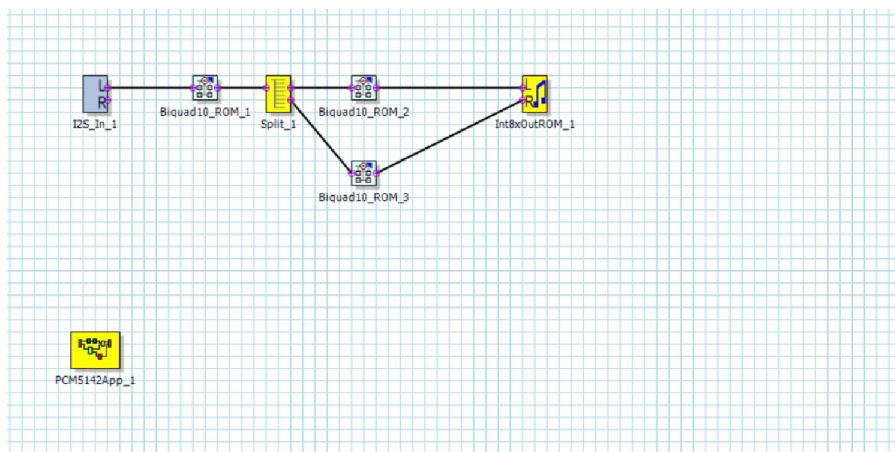 L
R
I2S_In_1
Biquad10_ROM_1
Split_1
Biquad10_ROM_2
L
R
Int8xOutROM_1
Biquad10_ROM_3
PCM5142App_1